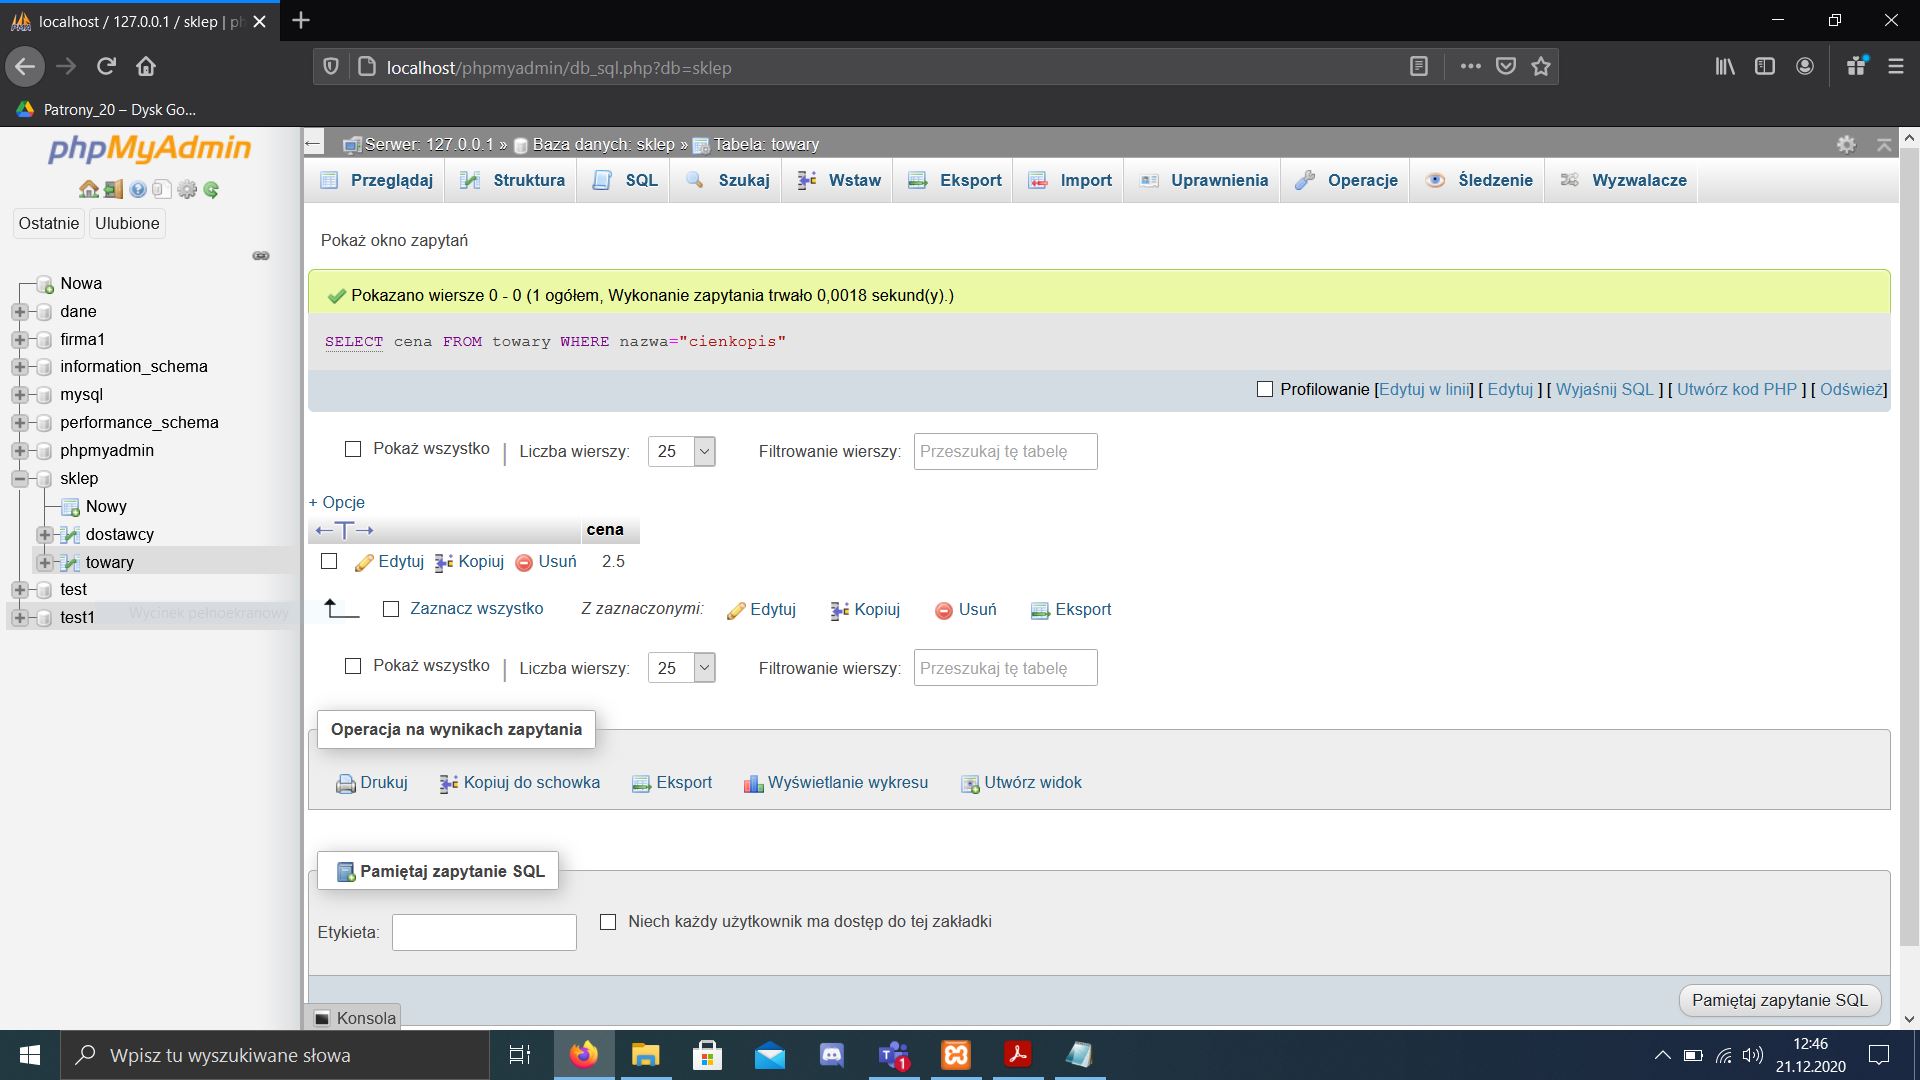 localhost / 127.0.0.1 / sklep | ph
localhost/phpmyadmin/db_sql.php?db=sklep
Patrony_20 – Dysk Go...
phpMyAdmin
Ostatnie Ulubione
Nowa
dane
firma1
information_schema
mysql
performance_schema
phpmyadmin
sklep
Nowy
dostawcy
towary
test
test1
Wycinek pełnoekranowy
Serwer: 127.0.0.1 » Baza danych: sklep » Tabela: towary
Przeglądaj Struktura SQL Szukaj Wstaw Eksport Import Uprawnienia Operacje Śledzenie Wyzwalacze
Pokaż okno zapytań
Pokazano wiersze 0 - 0 (1 ogółem, Wykonanie zapytania trwało 0,0018 sekund(y).)
SELECT cena FROM towary WHERE nazwa="cienkopis"
Profilowanie [Edytuj w linii] [ Edytuj ] [ Wyjaśnij SQL ] [ Utwórz kod PHP ] [ Odśwież]
Pokaż wszystko | Liczba wierszy: 25 Filtrowanie wierszy: Przeszukaj tę tabelę
+ Opcje
←T→ cena
Edytuj Kopiuj Usuń 2.5
Zaznacz wszystko Z zaznaczonymi: Edytuj Kopiuj Usuń Eksport
Pokaż wszystko | Liczba wierszy: 25 Filtrowanie wierszy: Przeszukaj tę tabelę
Operacja na wynikach zapytania
Drukuj Kopiuj do schowka Eksport Wyświetlanie wykresu Utwórz widok
Pamiętaj zapytanie SQL
Etykieta: Niech każdy użytkownik ma dostęp do tej zakładki
Pamiętaj zapytanie SQL
Konsola
Wpisz tu wyszukiwane słowa
1
12:46
21.12.2020